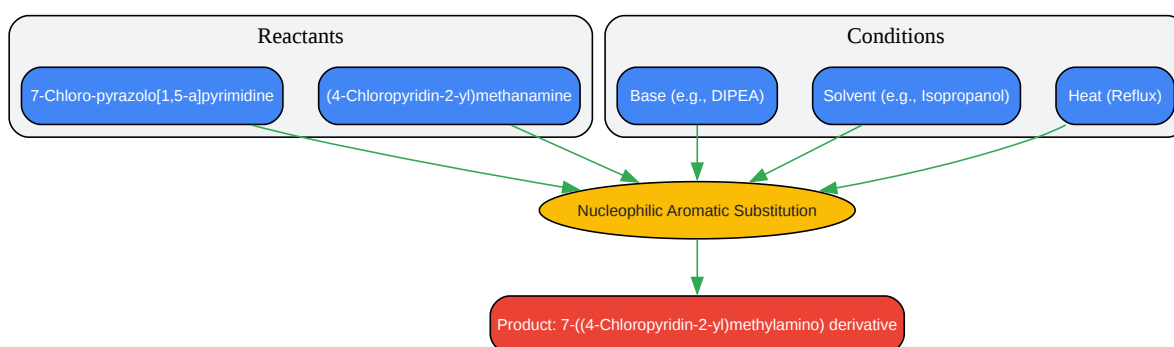 Reactants
Conditions
7-Chloro-pyrazolo[1,5-a]pyrimidine
(4-Chloropyridin-2-yl)methanamine
Base (e.g., DIPEA)
Solvent (e.g., Isopropanol)
Heat (Reflux)
Nucleophilic Aromatic Substitution
Product: 7-((4-Chloropyridin-2-yl)methylamino) derivative